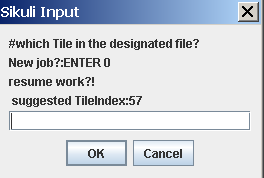 Sikuli Input
#which Tile in the designated file?
New job?:ENTER 0
resume work?!
suggested TileIndex:57
OK Cancel